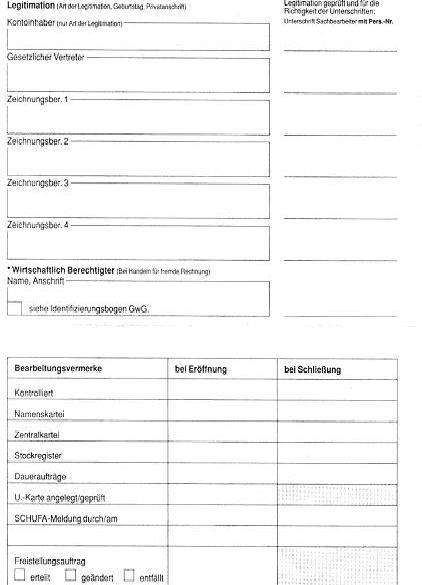 Legitimation (Art der Legitimation, Geburtstag, Privatanschrift)
Legitimation geprüft und für die
Richtigkeit der Unterschriften:
Unterschrift Sachbearbeiter mit Pers.-Nr.
Kontoinhaber (nur Art der Legitimation)
Gesetzlicher Vertreter
Zeichnungsber. 1
Zeichnungsber. 2
Zeichnungsber. 3
Zeichnungsber. 4
* Wirtschaftlich Berechtigter (Bei Handeln für fremde Rechnung)
Name, Anschrift
siehe Identifizierungsbogen GwG.
Bearbeitungsvermerke bei Eröffnung bei Schließung
Kontrolliert
Namenskartei
Zentralkartei
Stockregister
Daueraufträge
U.-Karte angelegt/geprüft
SCHUFA-Meldung durch/am
Freistellungsauftrag
erteilt geändert entfällt